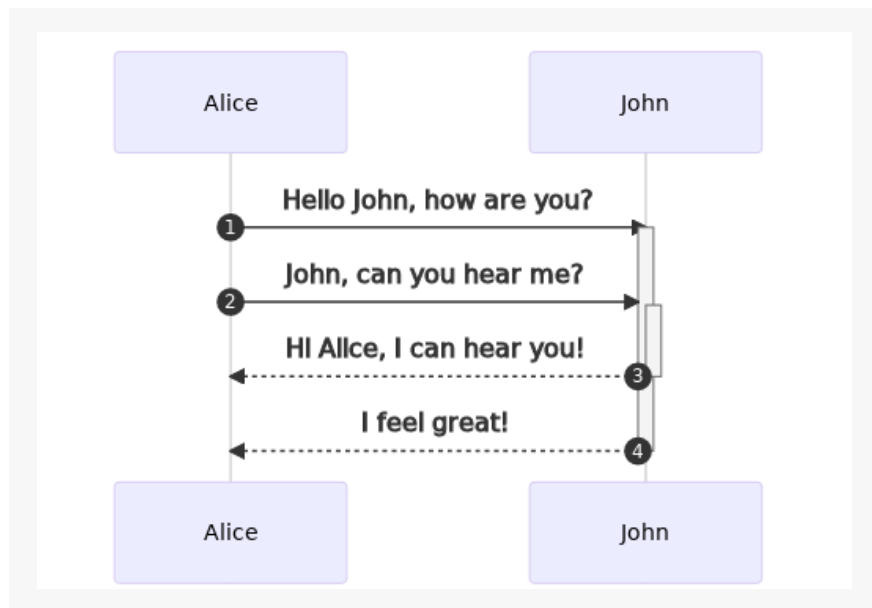 Alice
John
Hello John, how are you?
1
John, can you hear me?
2
Hi Alice, I can hear you!
3
I feel great!
4
Alice
John